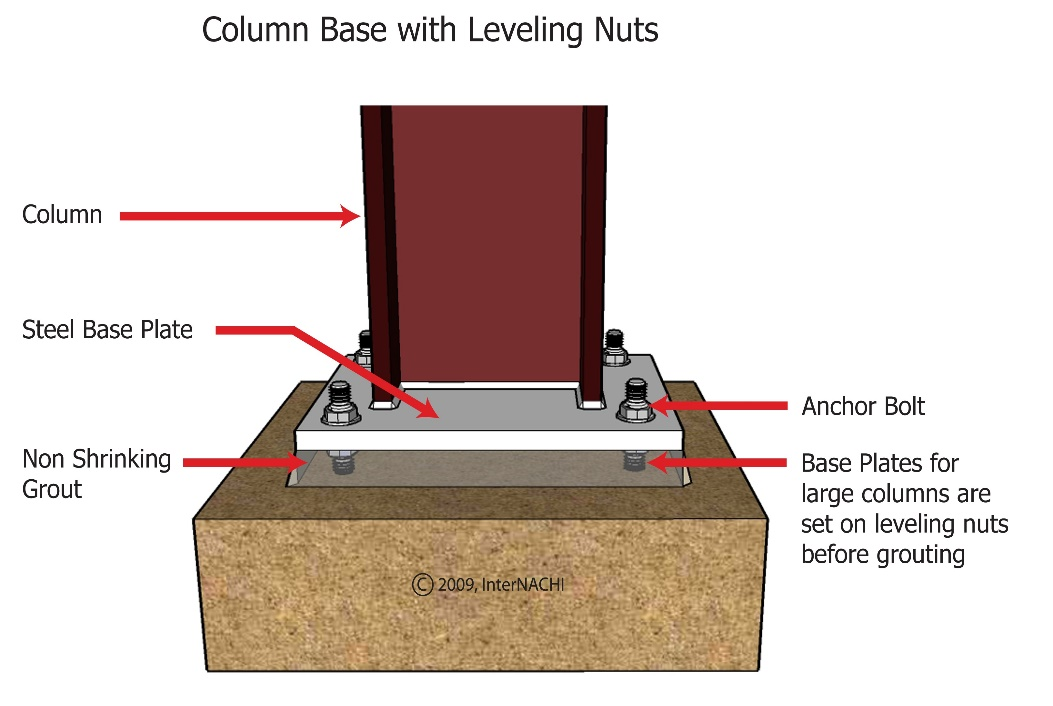 Column Base with Leveling Nuts
Column
Steel Base Plate
Anchor Bolt
Non Shrinking
Grout
Base Plates for
large columns are
set on leveling nuts
before grouting
© 2009, InterNACHI